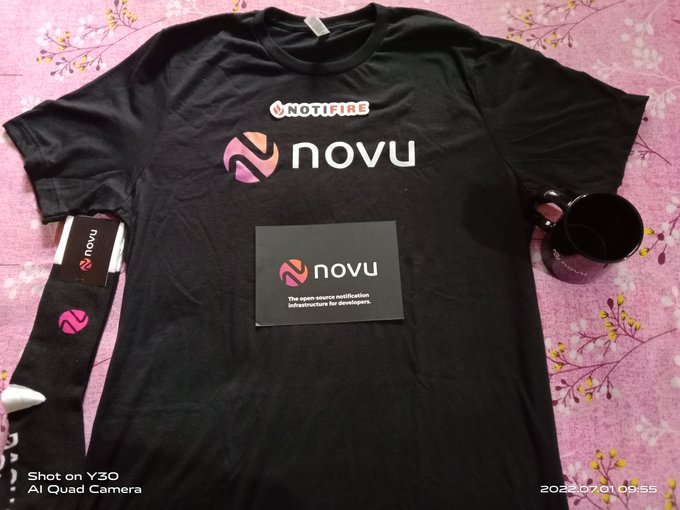 NOTIFIRE
novu
novu
novu
The open-source notification
infrastructure for developers.
Shot on Y30
AI Quad Camera
2022.07.01 09:55